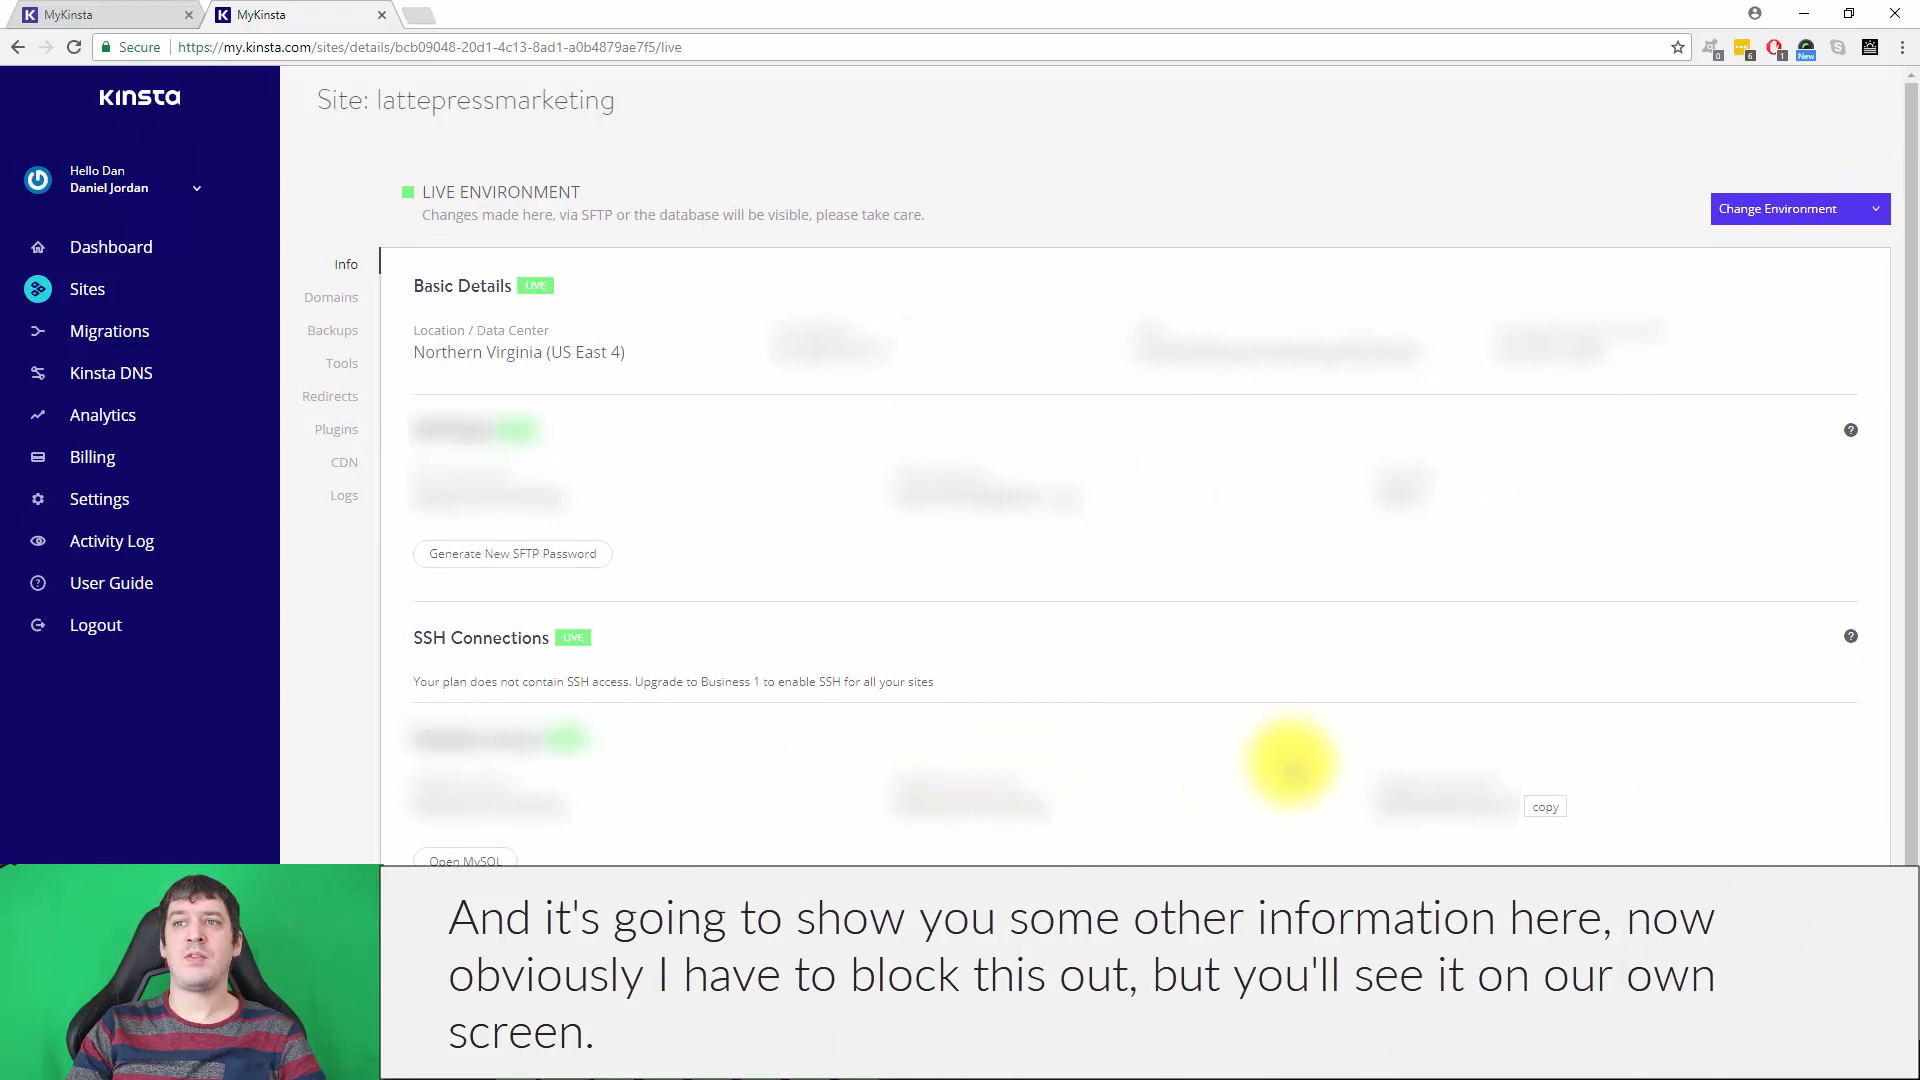 MyKinsta
MyKinsta
Secure
https://my.kinsta.com/sites/details/bcb09048-20d1-4c13-8ad1-a0b4879ae7f5/live
0
6
1
New
KINSTA
Site: lattepressmarketing
Hello Dan
Daniel Jordan
LIVE ENVIRONMENT
Changes made here, via SFTP or the database will be visible, please take care.
Change Environment
Dashboard
Sites
Migrations
Kinsta DNS
Analytics
Billing
Settings
Activity Log
User Guide
Logout
Info
Domains
Backups
Tools
Redirects
Plugins
CDN
Logs
Basic Details LIVE
Location / Data Center
Northern Virginia (US East 4)
Generate New SFTP Password
SSH Connections LIVE
Your plan does not contain SSH access. Upgrade to Business 1 to enable SSH for all your sites
copy
Open MySQL
And it's going to show you some other information here, now
obviously I have to block this out, but you'll see it on our own
screen.